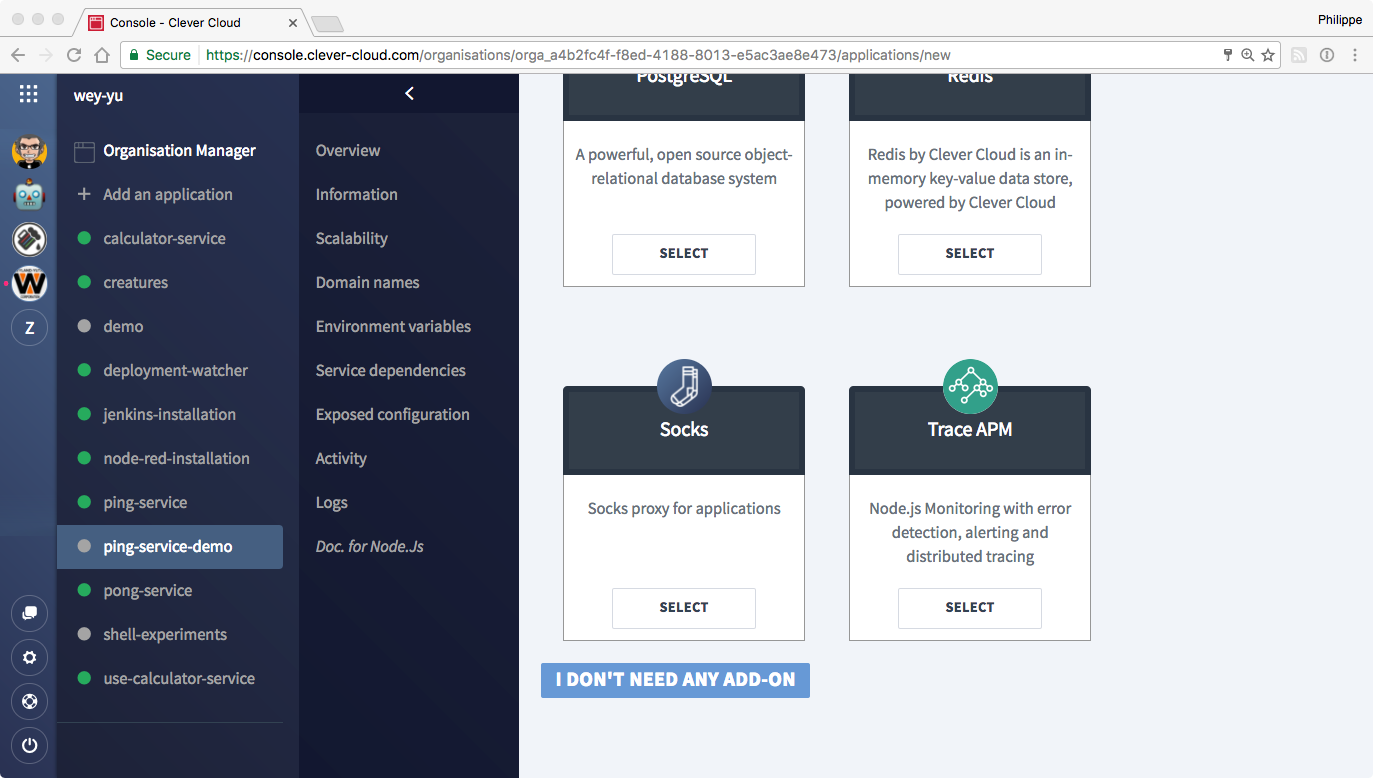 Console - Clever Cloud
Philippe
Secure
https://console.clever-cloud.com/organisations/orga_a4b2fc4f-f8ed-4188-8013-e5ac3ae8e473/applications/new
W
Z
wey-yu
Organisation Manager
+ Add an application
calculator-service
creatures
demo
deployment-watcher
jenkins-installation
node-red-installation
ping-service
ping-service-demo
pong-service
shell-experiments
use-calculator-service
Overview
Information
Scalability
Domain names
Environment variables
Service dependencies
Exposed configuration
Activity
Logs
Doc. for Node.Js
PostgreSQL
A powerful, open source object-
relational database system
SELECT
Redis
Redis by Clever Cloud is an in-
memory key-value data store,
powered by Clever Cloud
SELECT
Socks
Socks proxy for applications
SELECT
Trace APM
Node.js Monitoring with error
detection, alerting and
distributed tracing
SELECT
I DON'T NEED ANY ADD-ON